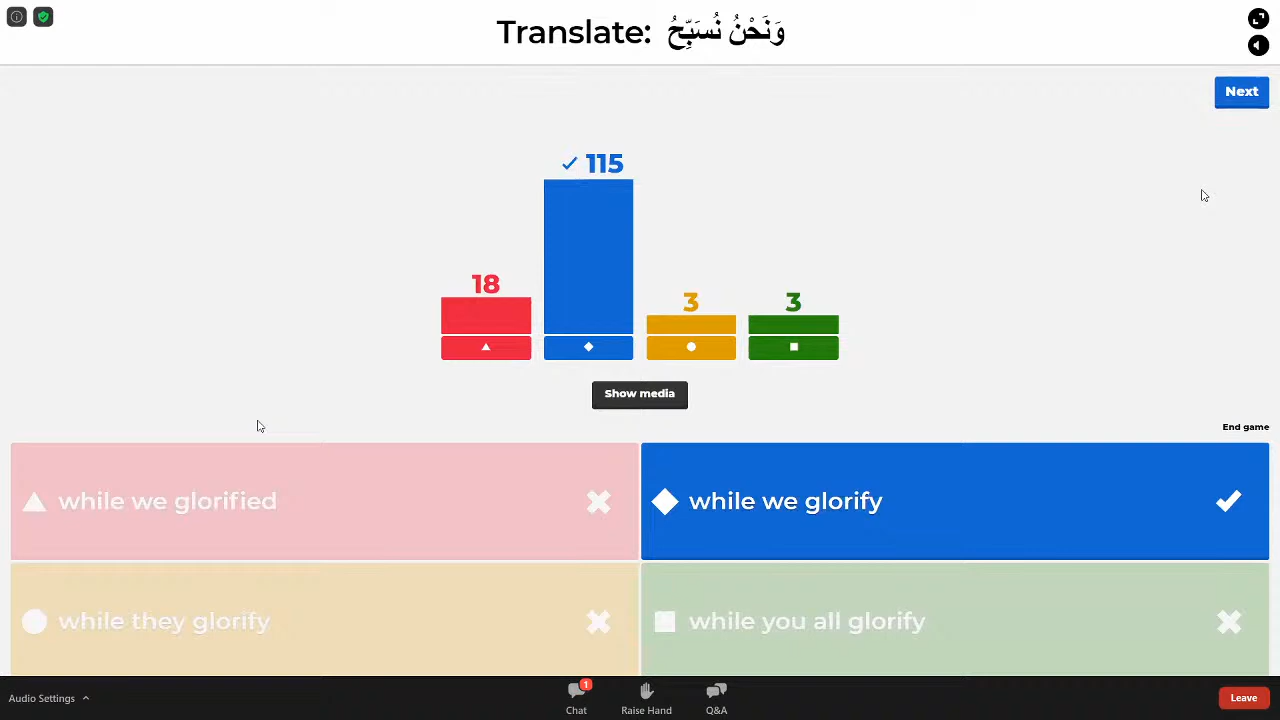 Translate: وَنَحْنُ نُسَبِّحُ
Next
115
18
3
3
Show media
End game
while we glorified
while we glorify
while they glorify
while you all glorify
Audio Settings
1
Chat
Raise Hand
Q&A
Leave